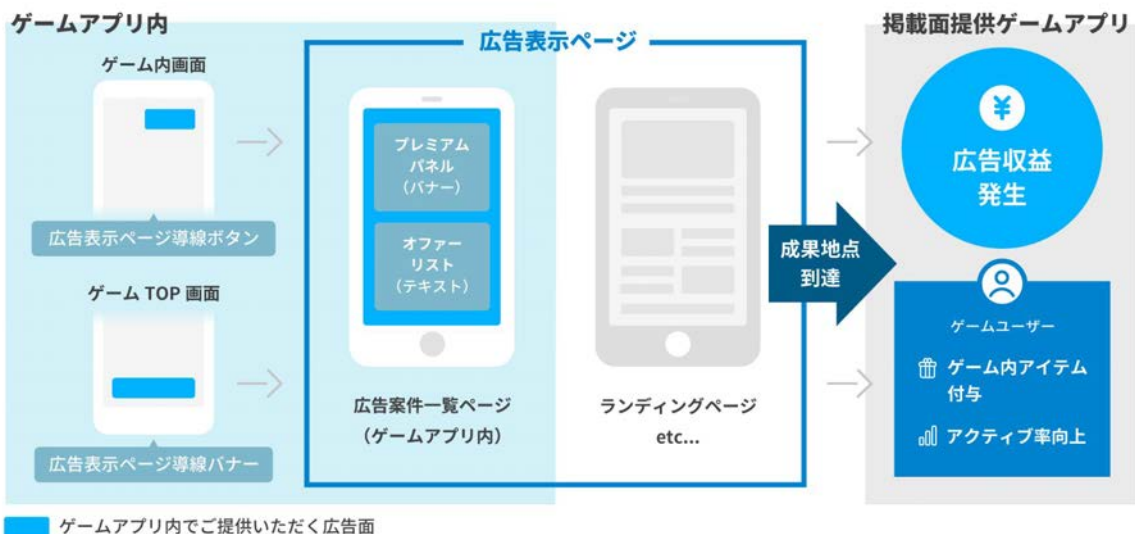 ゲームアプリ内
ゲーム内画面
広告表示ページ導線ボタン
ゲーム TOP 画面
広告表示ページ導線バナー
広告表示ページ
プレミアム
パネル
（バナー）
オファー
リスト
（テキスト）
広告案件一覧ページ
（ゲームアプリ内）
ランディングページ
etc...
成果地点
到達
掲載面提供ゲームアプリ
¥
広告収益
発生
ゲームユーザー
ゲーム内アイテム
付与
アクティブ率向上
ゲームアプリ内でご提供いただく広告面